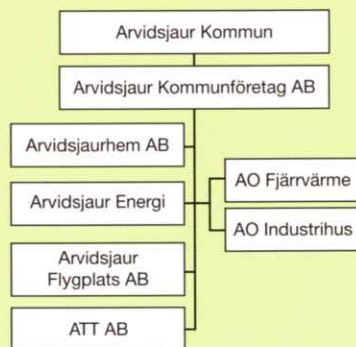 Arvidsjaur Kommun
Arvidsjaur Kommunföretag AB
Arvidsjaurhem AB
Arvidsjaur Energi
AO Fjärrvärme
AO Industrihus
Arvidsjaur
Flygplats AB
ATT AB